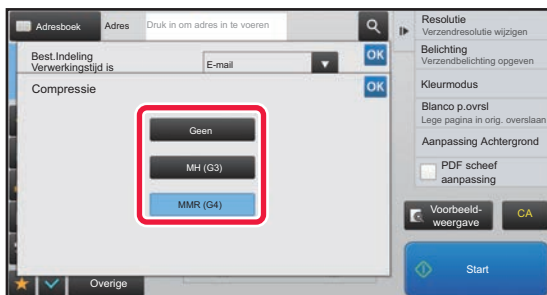 Adresboek
Adres
Druk in om adres in te voeren
Best.Indeling
Verwerkingstijd is
E-mail
OK
Compressie
OK
Geen
MH (G3)
MMR (G4)
Overige
Resolutie
Verzendresolutie wijzigen
Belichting
Verzendbelichting opgeven
Kleurmodus
Blanco p.ovrsl
Lege pagina in orig. overslaan
Aanpassing Achtergrond
PDF scheef
aanpassing
Voorbeeld-
weergave
CA
Start